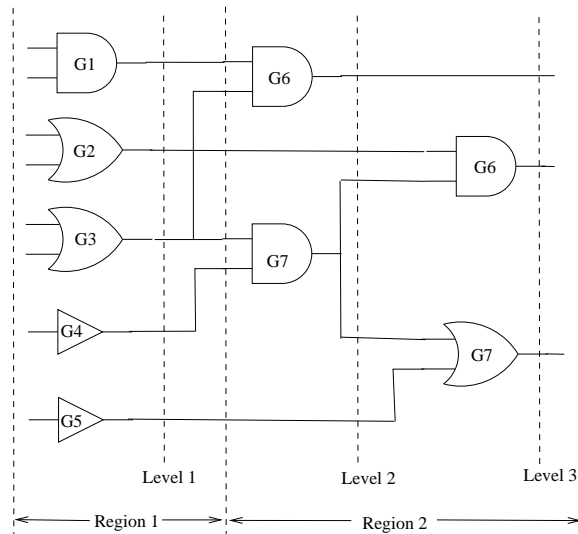 G1
G6
G2
G6
G3
G7
G4
G7
G5
Level 1
Level 2
Level 3
Region 1
Region 2